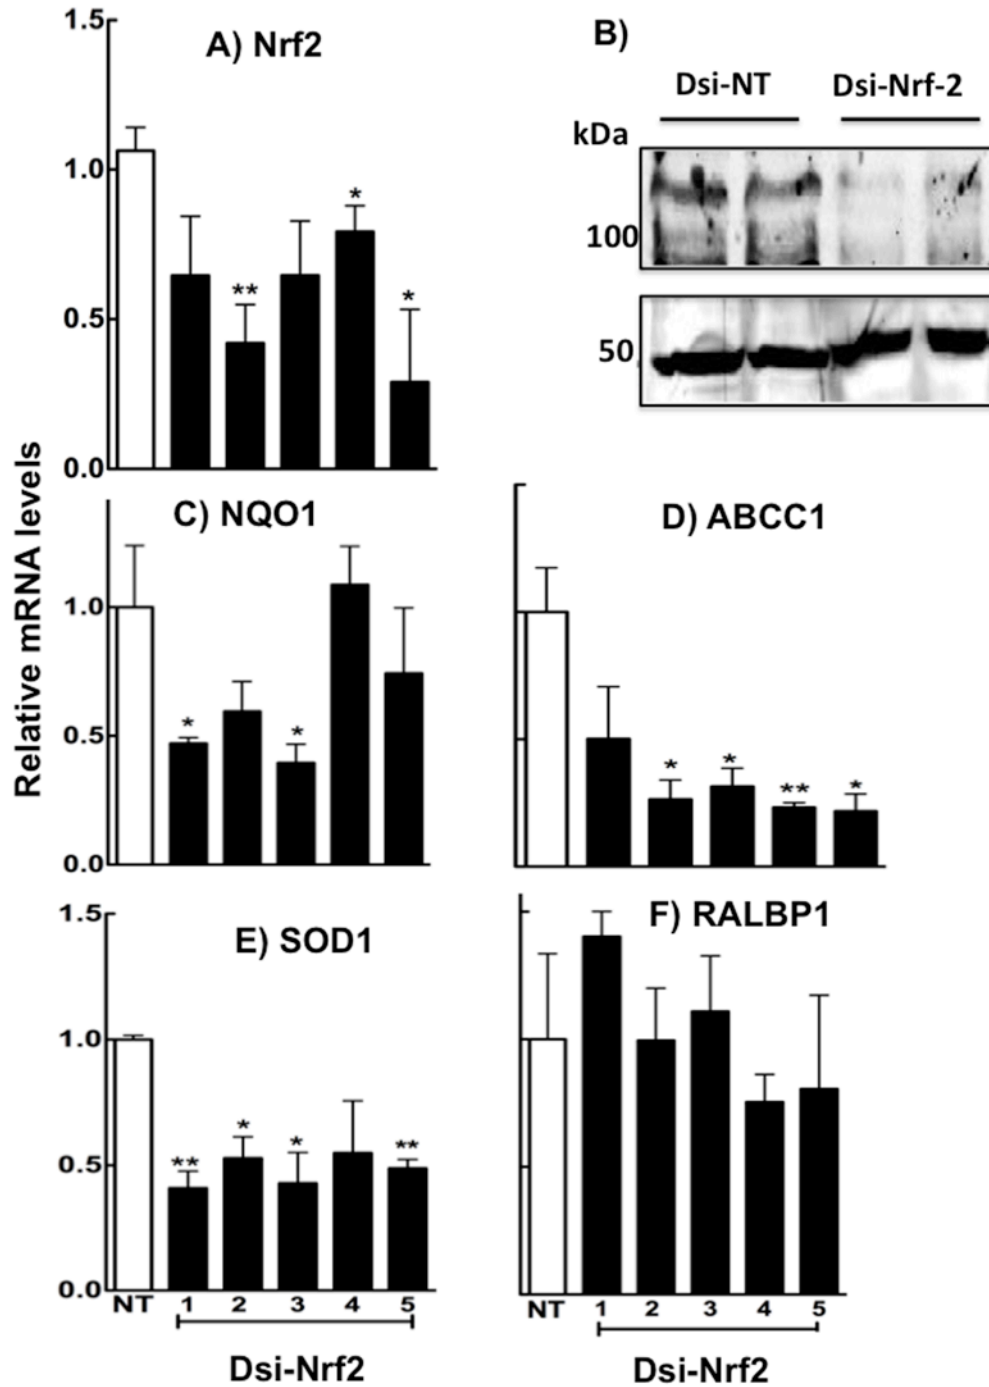 1.5
A) Nrf2
1.0
*
**
*
0.5
0.0
B)
Dsi-NT Dsi-Nrf-2
kDa
100
50
Relative mRNA levels
C) NQO1
1.0
*
*
0.5
0.0
D) ABCC1
*
*
**
*
1.5
E) SOD1
1.0
**
*
*
**
0.5
0.0
NT 1 2 3 4 5
Dsi-Nrf2
F) RALBP1
NT 1 2 3 4 5
Dsi-Nrf2